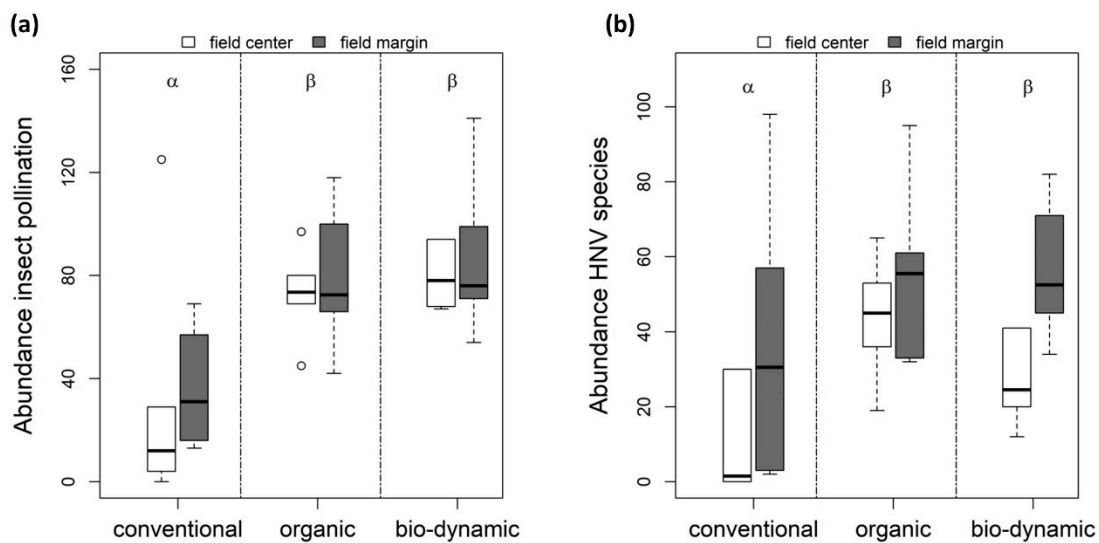 (a)
field center field margin
Abundance insect pollination
160
120
80
40
0
α β β
conventional organic bio-dynamic
(b)
field center field margin
Abundance HNV species
100
80
60
40
20
0
α β β
conventional organic bio-dynamic